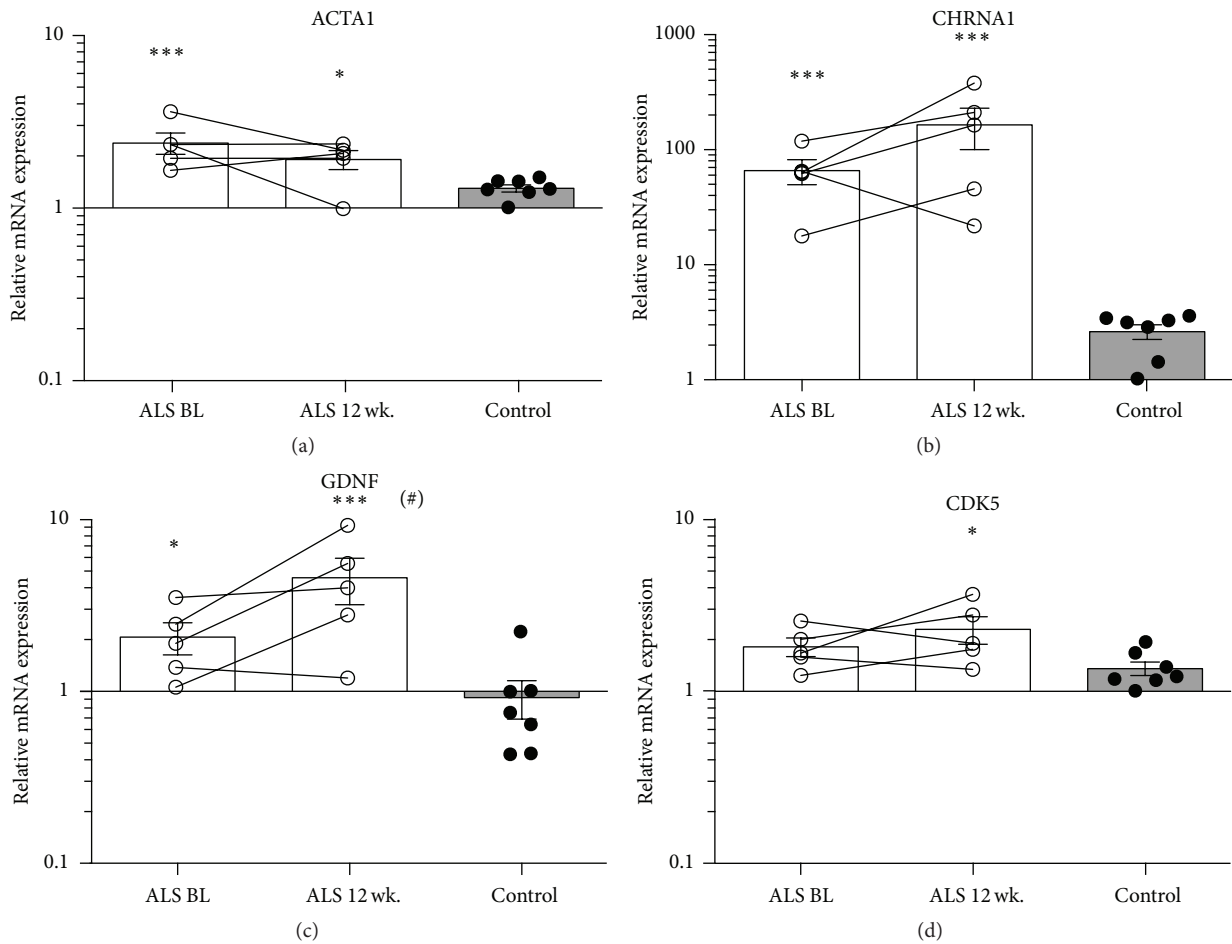 ACTA1
10
***
*
Relative mRNA expression
1
0.1
ALS BL
ALS 12 wk.
Control
(a)
CHRNA1
1000
***
***
100
Relative mRNA expression
10
1
ALS BL
ALS 12 wk.
Control
(b)
GDNF
*** (#)
10
*
Relative mRNA expression
1
0.1
ALS BL
ALS 12 wk.
Control
(c)
CDK5
10
*
Relative mRNA expression
1
0.1
ALS BL
ALS 12 wk.
Control
(d)